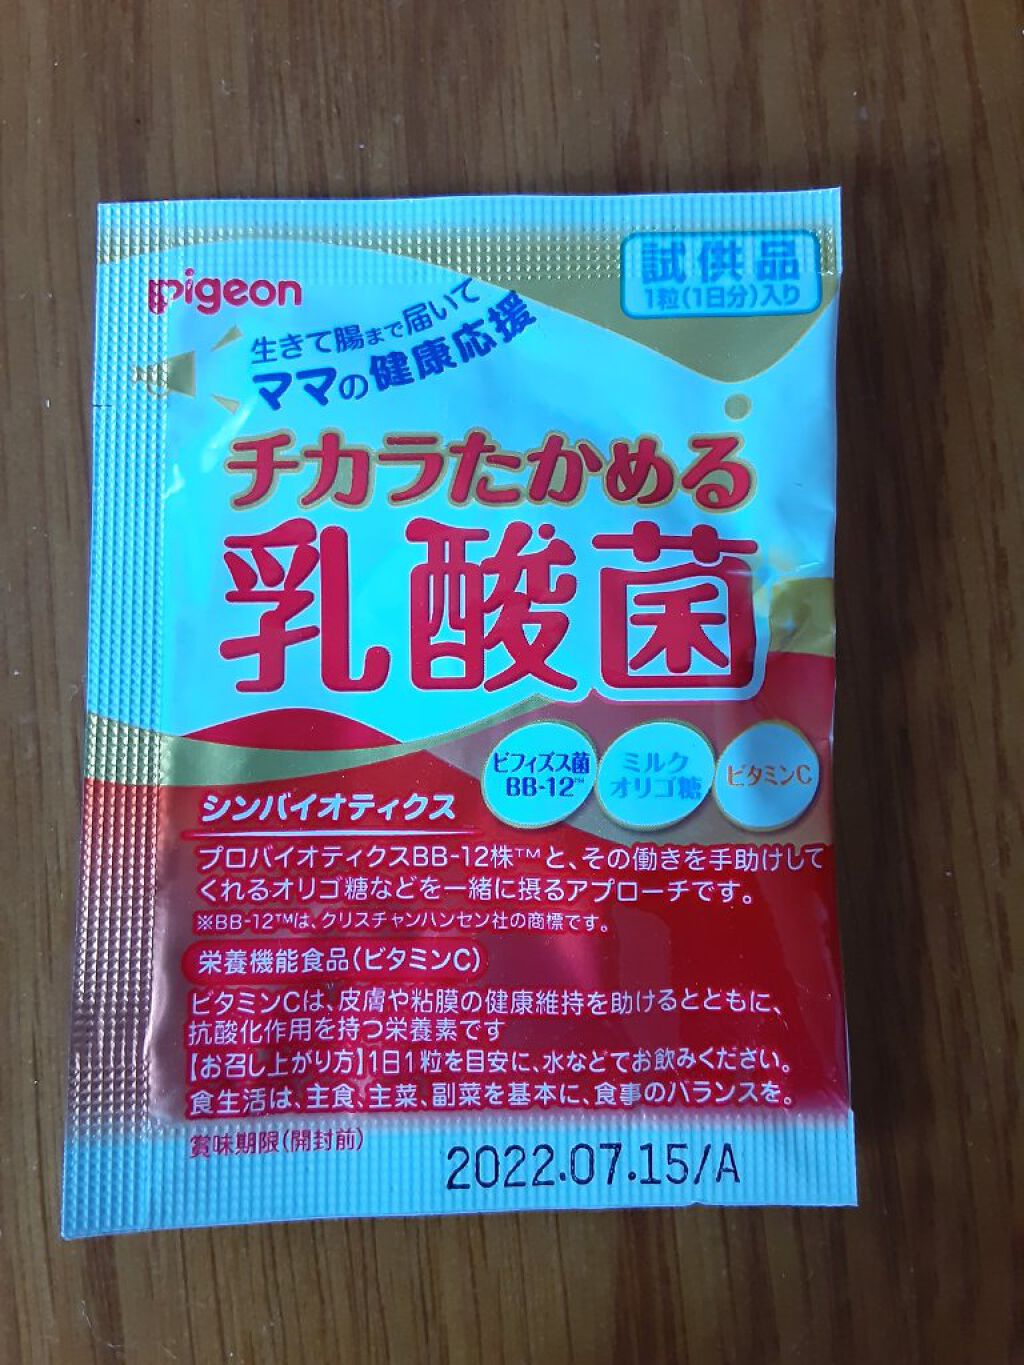 pigeon
試供品
1粒(1日分)入り
生きて腸まで届いて
ママの健康応援
チカラたかめる
乳酸菌
ビフィズス菌
BB-12™
ミルク
オリゴ糖
ビタミンC
シンバイオティクス
プロバイオティクスBB-12株™と、その働きを手助けして
くれるオリゴ糖などを一緒に摂るアプローチです。
※BB-12™は、クリスチャンハンセン社の商標です。
栄養機能食品(ビタミンC)
ビタミンCは、皮膚や粘膜の健康維持を助けるとともに、
抗酸化作用を持つ栄養素です
【お召し上がり方】1日1粒を目安に、水などでお飲みください。
食生活は、主食、主菜、副菜を基本に、食事のバランスを。
賞味期限(開封前)
2022.07.15/A